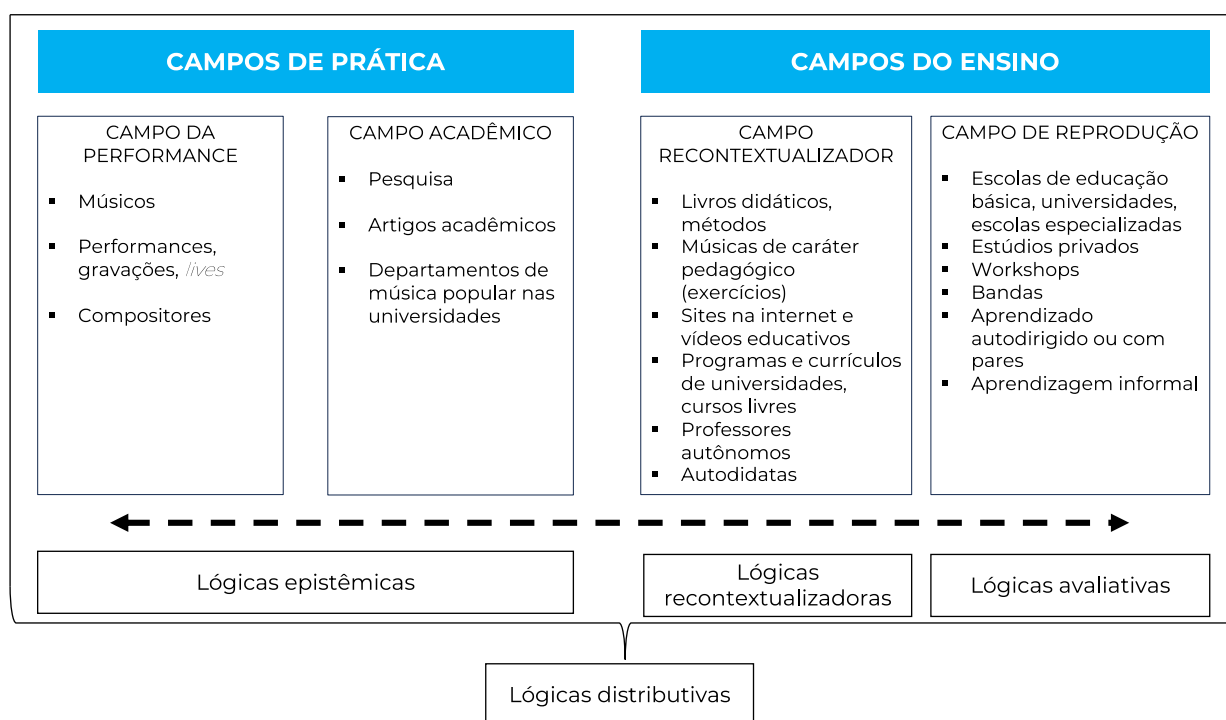 CAMPOS DE PRÁTICA
CAMPOS DO ENSINO
CAMPO DA
PERFORMANCE
▪ Músicos
▪ Performances,
gravações, lives
▪ Compositores
CAMPO ACADÊMICO
▪ Pesquisa
▪ Artigos acadêmicos
▪ Departamentos de
música popular nas
universidades
CAMPO
RECONTEXTUALIZADOR
▪ Livros didáticos,
métodos
▪ Músicas de caráter
pedagógico
(exercícios)
▪ Sites na internet e
vídeos educativos
▪ Programas e currículos
de universidades,
cursos livres
▪ Professores
autônomos
▪ Autodidatas
CAMPO DE REPRODUÇÃO
▪ Escolas de educação
básica, universidades,
escolas especializadas
▪ Estúdios privados
▪ Workshops
▪ Bandas
▪ Aprendizado
autodirigido ou com
pares
▪ Aprendizagem informal
Lógicas epistêmicas
Lógicas
recontextualizadoras
Lógicas avaliativas
Lógicas distributivas